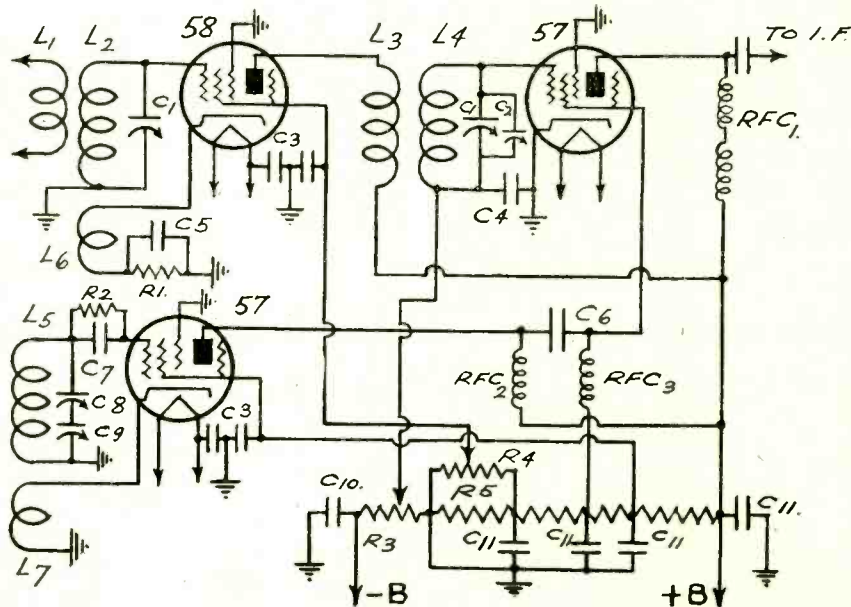 58
57
L1
L2
L3
L4
TO I.F.
C1
C3
C1
C2
RFC1.
C4
C5
L6
R1.
R2
57
L5
C7
C6
RFC2
RFC3
C8
C9
C3
R4
C10.
R5
C11.
R3
C11
C11
C11
L7
-B
+B